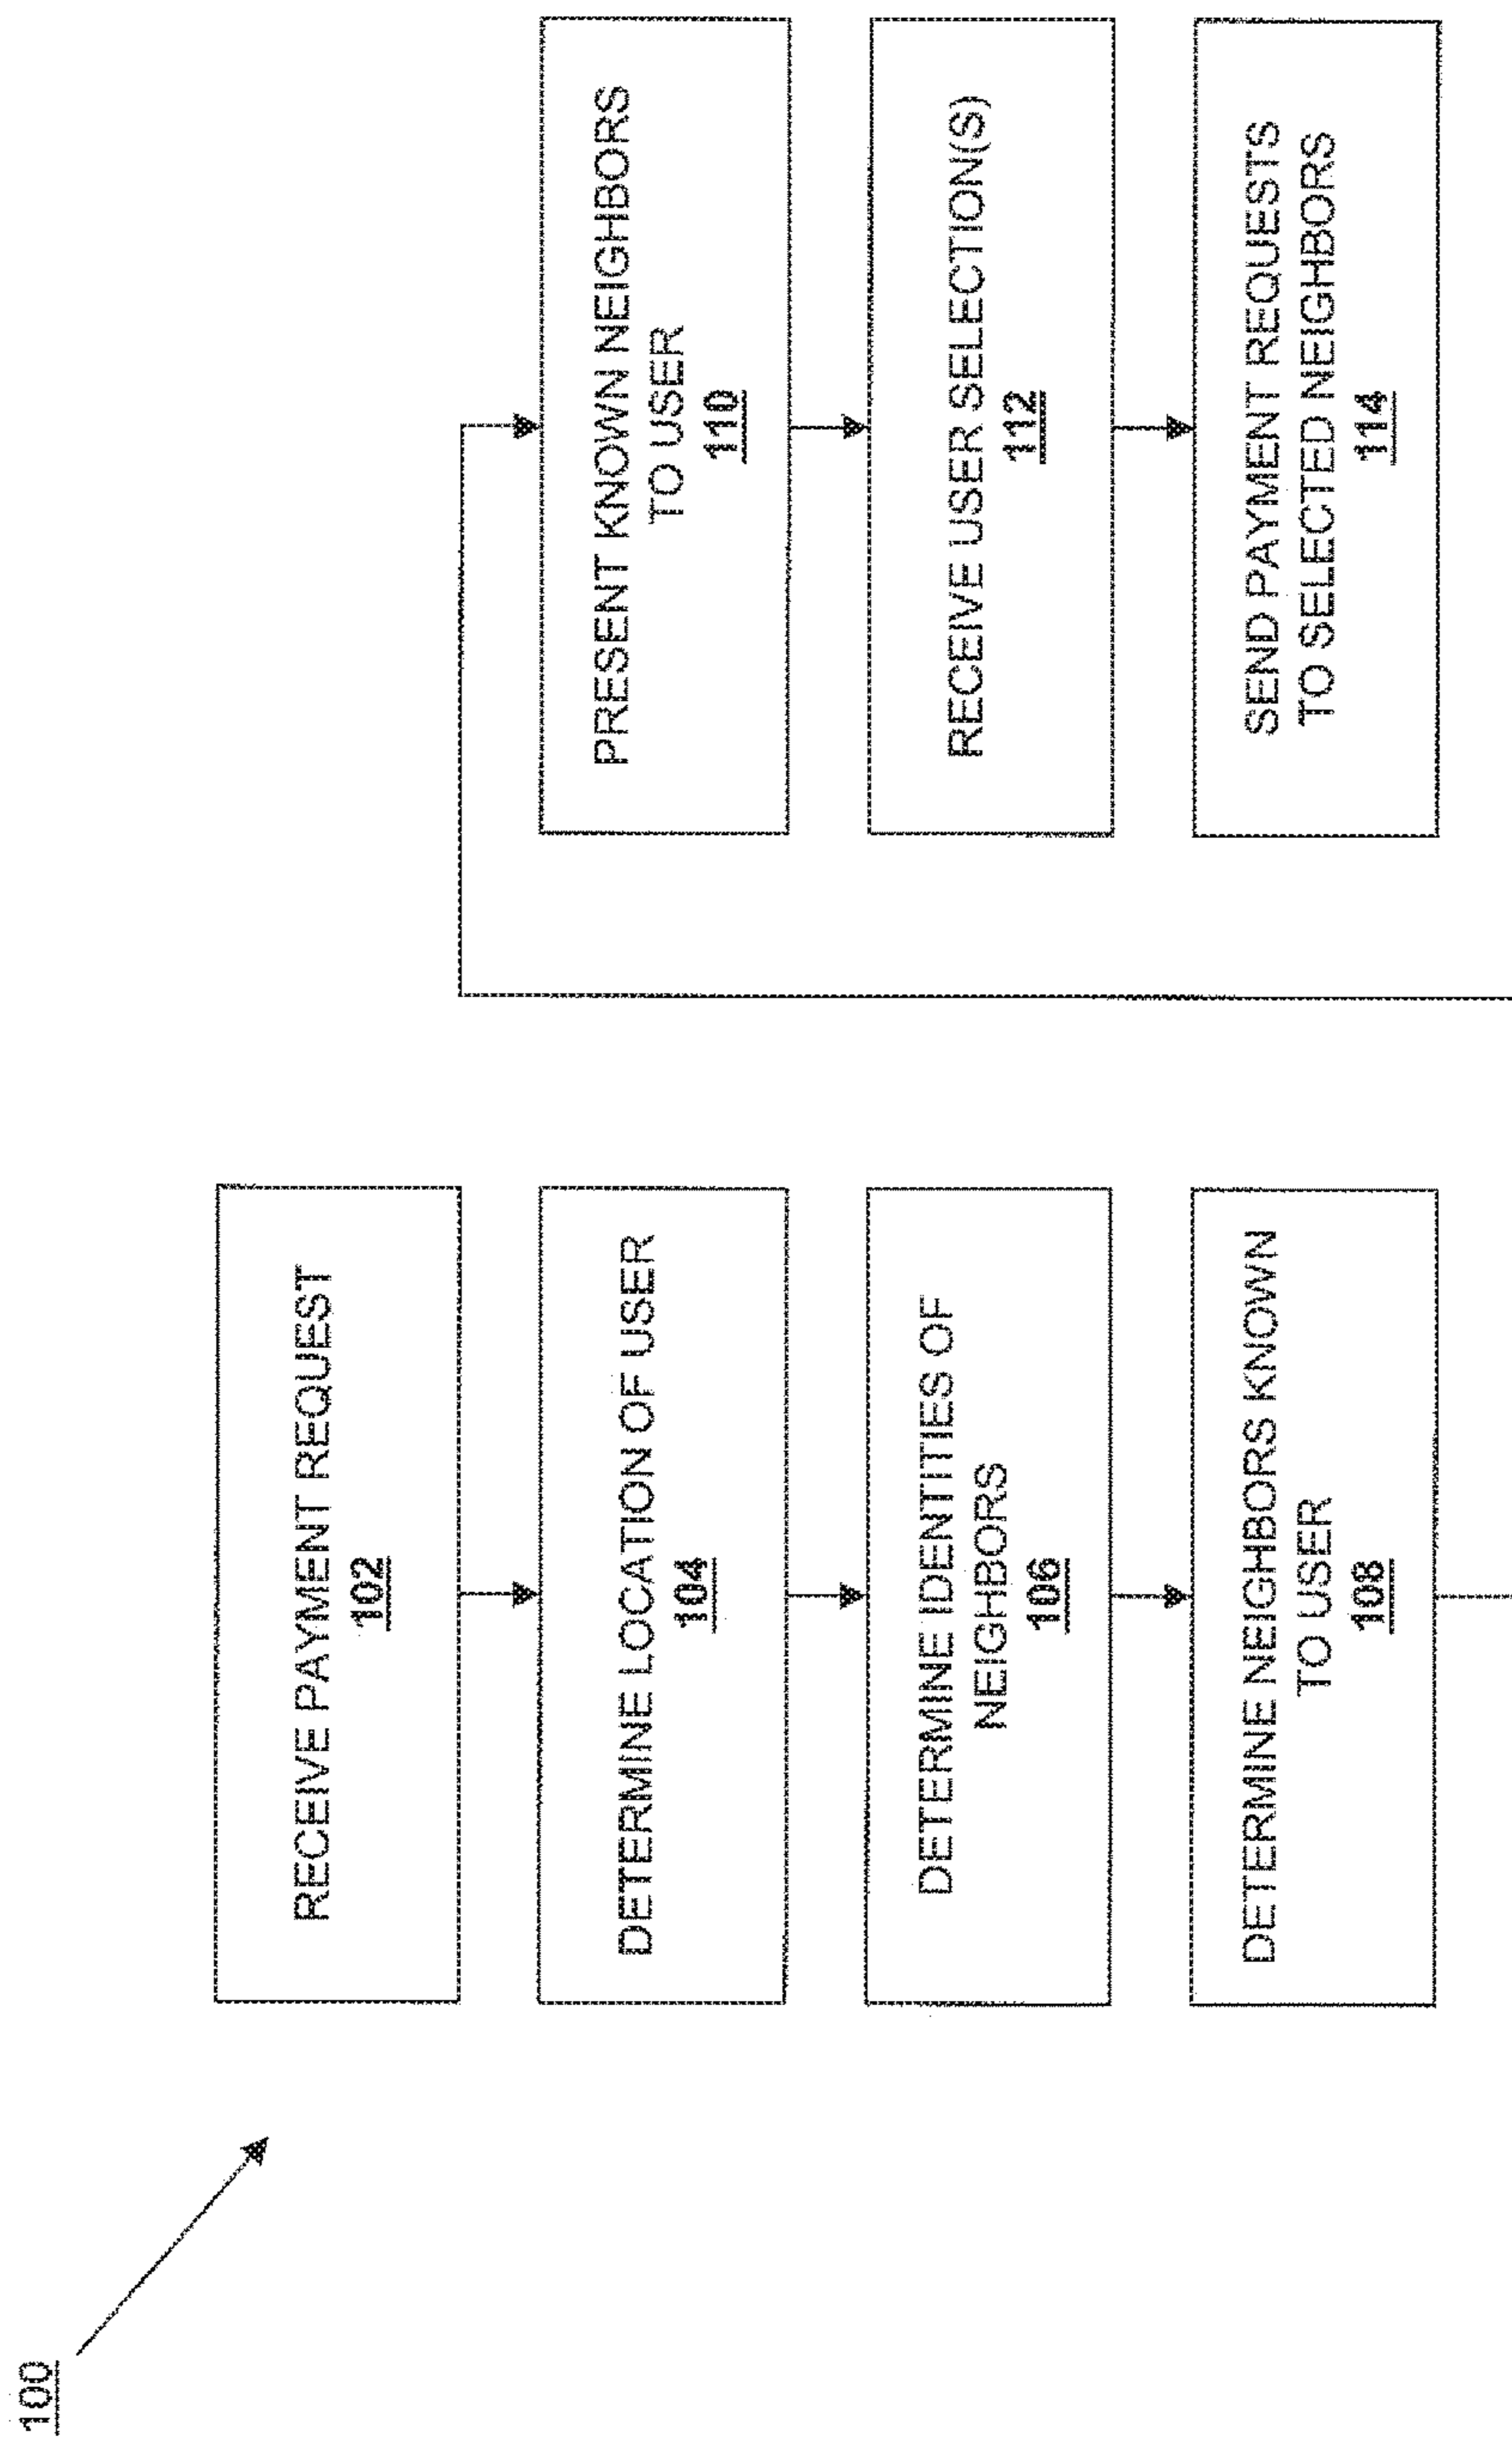 100
RECEIVE PAYMENT REQUEST
102
DETERMINE LOCATION OF USER
104
DETERMINE IDENTITIES OF
NEIGHBORS
106
DETERMINE NEIGHBORS KNOWN
TO USER
108
PRESENT KNOWN NEIGHBORS
TO USER
110
RECEIVE USER SELECTION(S)
112
SEND PAYMENT REQUESTS
TO SELECTED NEIGHBORS
114